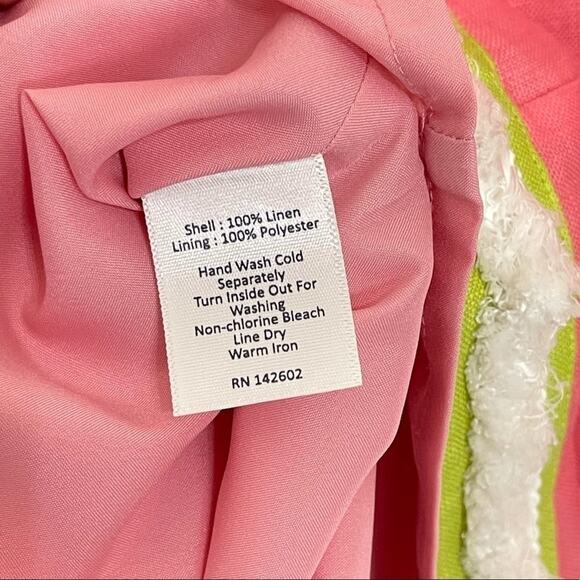 Shell : 100% Linen
Lining : 100% Polyester
Hand Wash Cold
Separately
Turn Inside Out For
Washing
Non-chlorine Bleach
Line Dry
Warm Iron
RN 142602